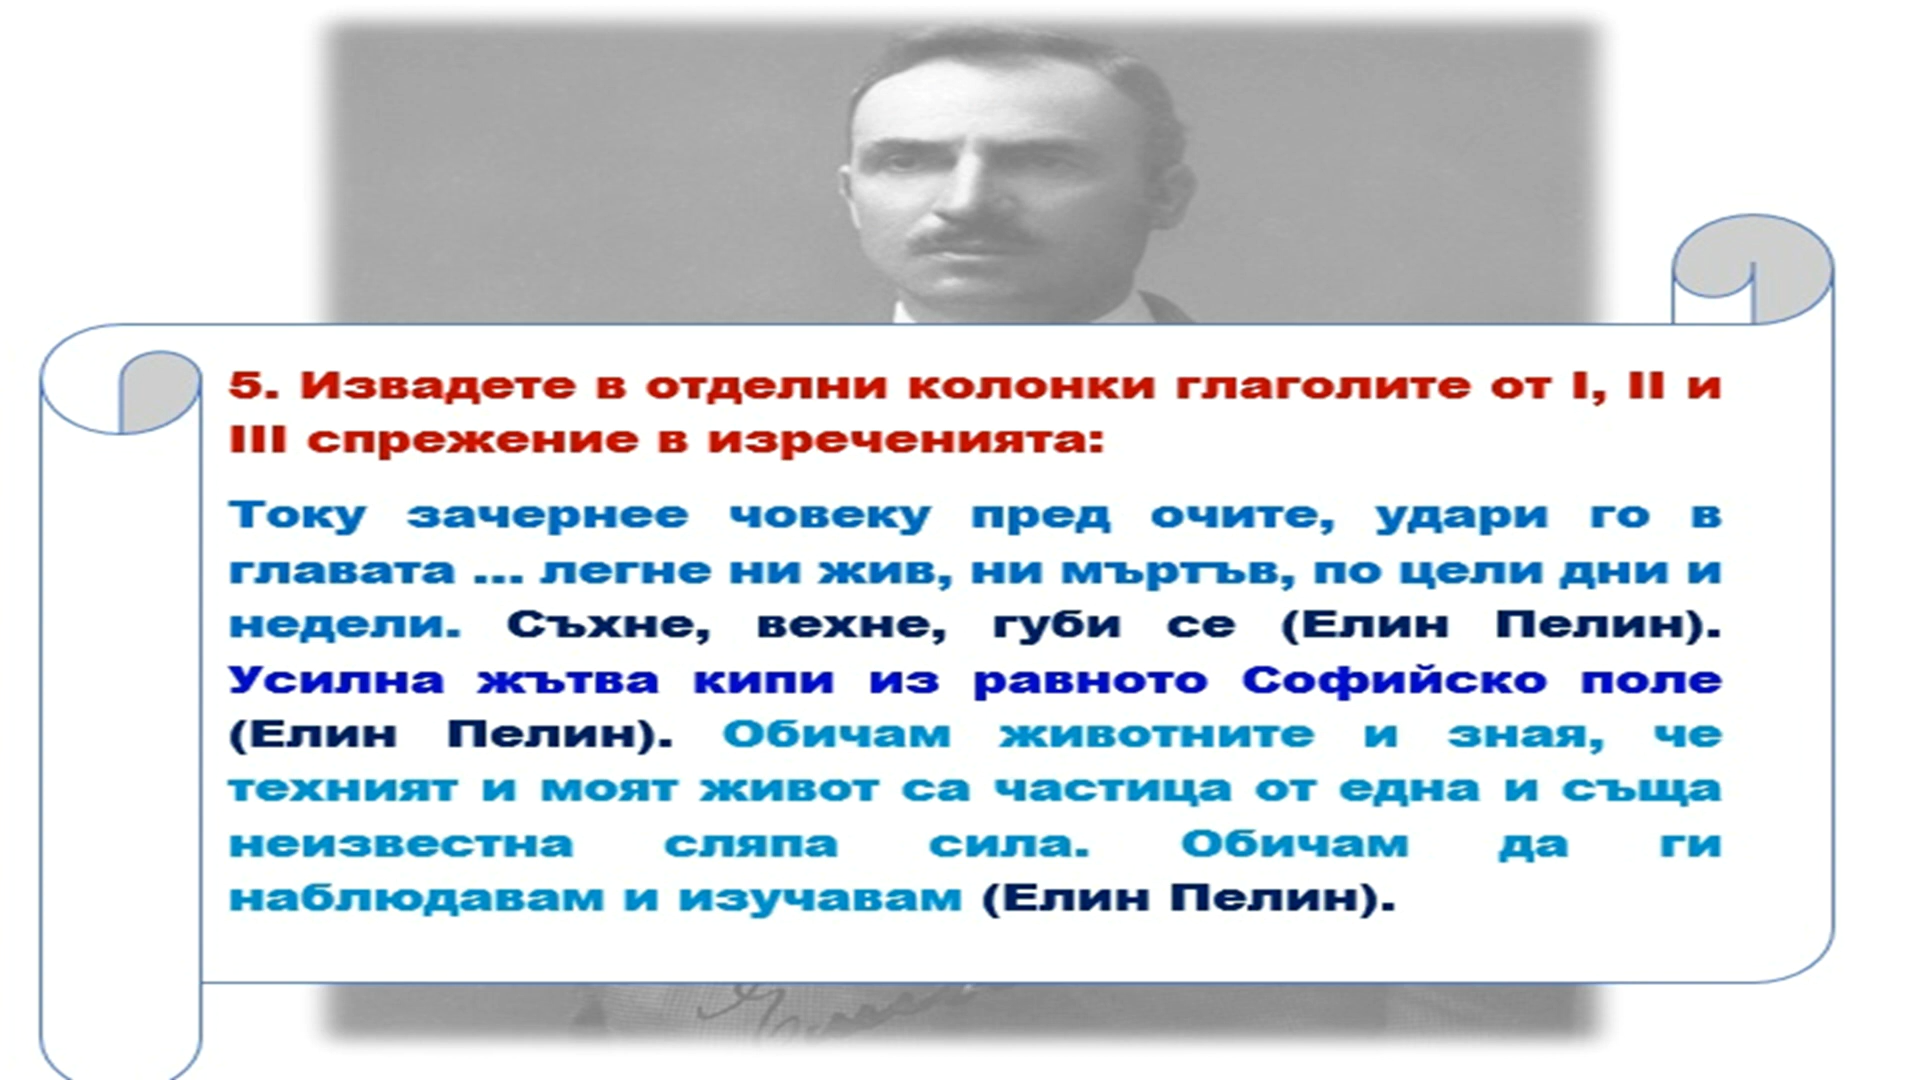 5. Извадете в отделни колонки глаголите от I, II и
III спрежение в изреченията:
Току зачернее човеку пред очите, удари го в
главата ... легне ни жив, ни мъртъв, по цели дни и
недели. Съхне, вехне, губи се (Елин Пелин).
Усилна жътва кипи из равното Софийско поле
(Елин Пелин). Обичам животните и зная, че
техният и моят живот са частица от една и съща
неизвестна сляпа сила. Обичам да ги
наблюдавам и изучавам (Елин Пелин).